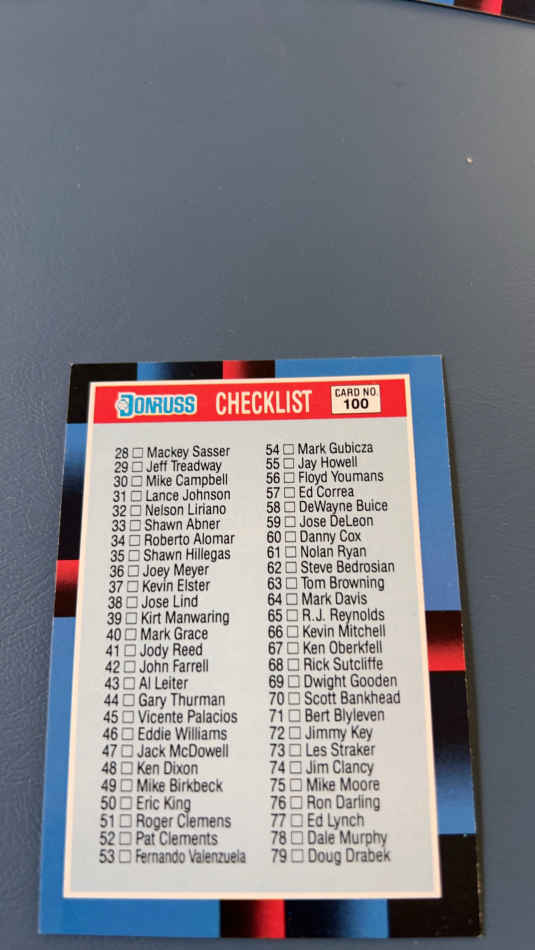 DONRUSS CHECKLIST CARD NO. 100
28 Mackey Sasser
29 Jeff Treadway
30 Mike Campbell
31 Lance Johnson
32 Nelson Liriano
33 Shawn Abner
34 Roberto Alomar
35 Shawn Hillegas
36 Joey Meyer
37 Kevin Elster
38 Jose Lind
39 Kirt Manwaring
40 Mark Grace
41 Jody Reed
42 John Farrell
43 Al Leiter
44 Gary Thurman
45 Vicente Palacios
46 Eddie Williams
47 Jack McDowell
48 Ken Dixon
49 Mike Birkbeck
50 Eric King
51 Roger Clemens
52 Pat Clements
53 Fernando Valenzuela
54 Mark Gubicza
55 Jay Howell
56 Floyd Youmans
57 Ed Correa
58 DeWayne Buice
59 Jose DeLeon
60 Danny Cox
61 Nolan Ryan
62 Steve Bedrosian
63 Tom Browning
64 Mark Davis
65 R.J. Reynolds
66 Kevin Mitchell
67 Ken Oberkfell
68 Rick Sutcliffe
69 Dwight Gooden
70 Scott Bankhead
71 Bert Blyleven
72 Jimmy Key
73 Les Straker
74 Jim Clancy
75 Mike Moore
76 Ron Darling
77 Ed Lynch
78 Dale Murphy
79 Doug Drabek